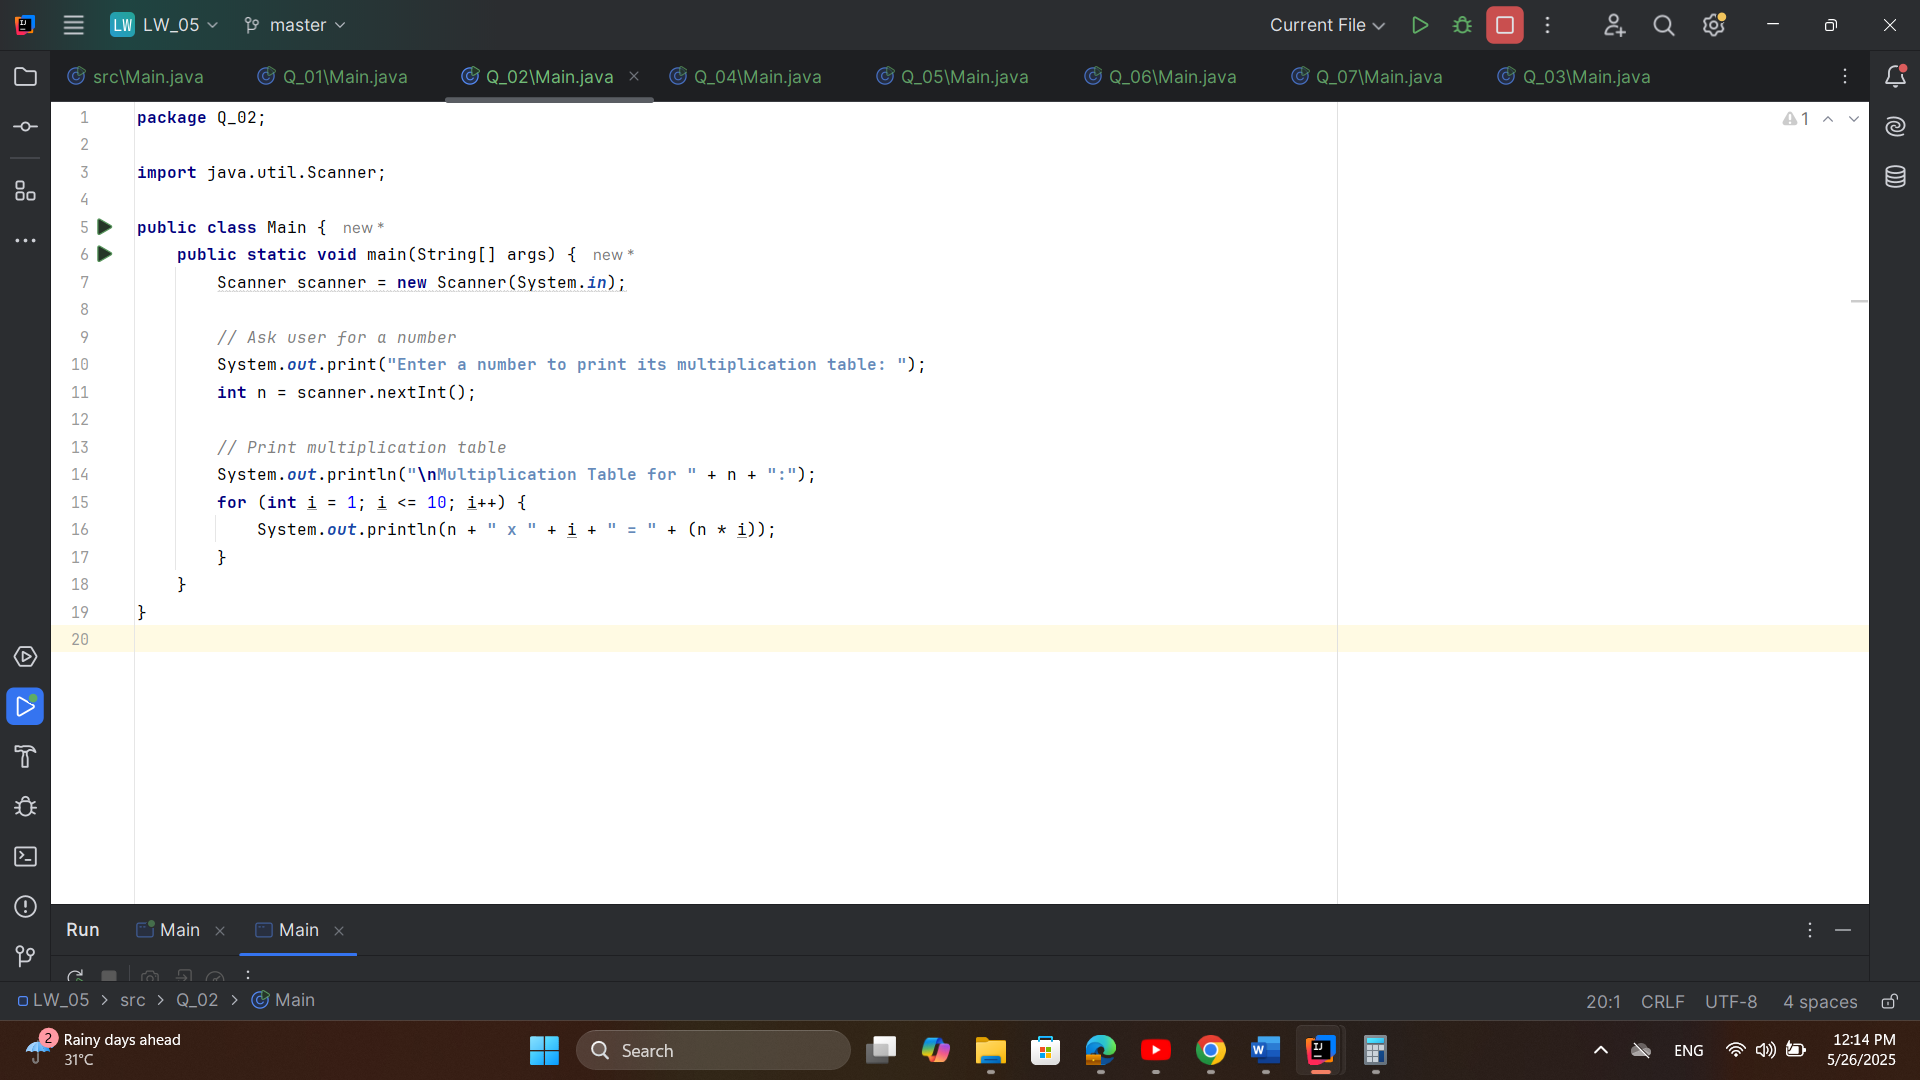 LW LW_05 master Current File
src\Main.java Q_01\Main.java Q_02\Main.java Q_04\Main.java Q_05\Main.java Q_06\Main.java Q_07\Main.java Q_03\Main.java
1 package Q_02; 1
2
3 import java.util.Scanner;
4
5 public class Main { new *
6 public static void main(String[] args) { new *
7 Scanner scanner = new Scanner(System.in);
8
9 // Ask user for a number
10 System.out.print("Enter a number to print its multiplication table: ");
11 int n = scanner.nextInt();
12
13 // Print multiplication table
14 System.out.println("\nMultiplication Table for " + n + ":");
15 for (int i = 1; i <= 10; i++) {
16 System.out.println(n + " x " + i + " = " + (n * i));
17 }
18 }
19 }
20
Run Main Main
LW_05 > src > Q_02 > Main 20:1 CRLF UTF-8 4 spaces
2 Rainy days ahead
31°C
Search
ENG
12:14 PM
5/26/2025